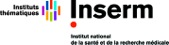 Instituts
thématiques
Inserm
Institut national
de la santé et de la recherche médicale